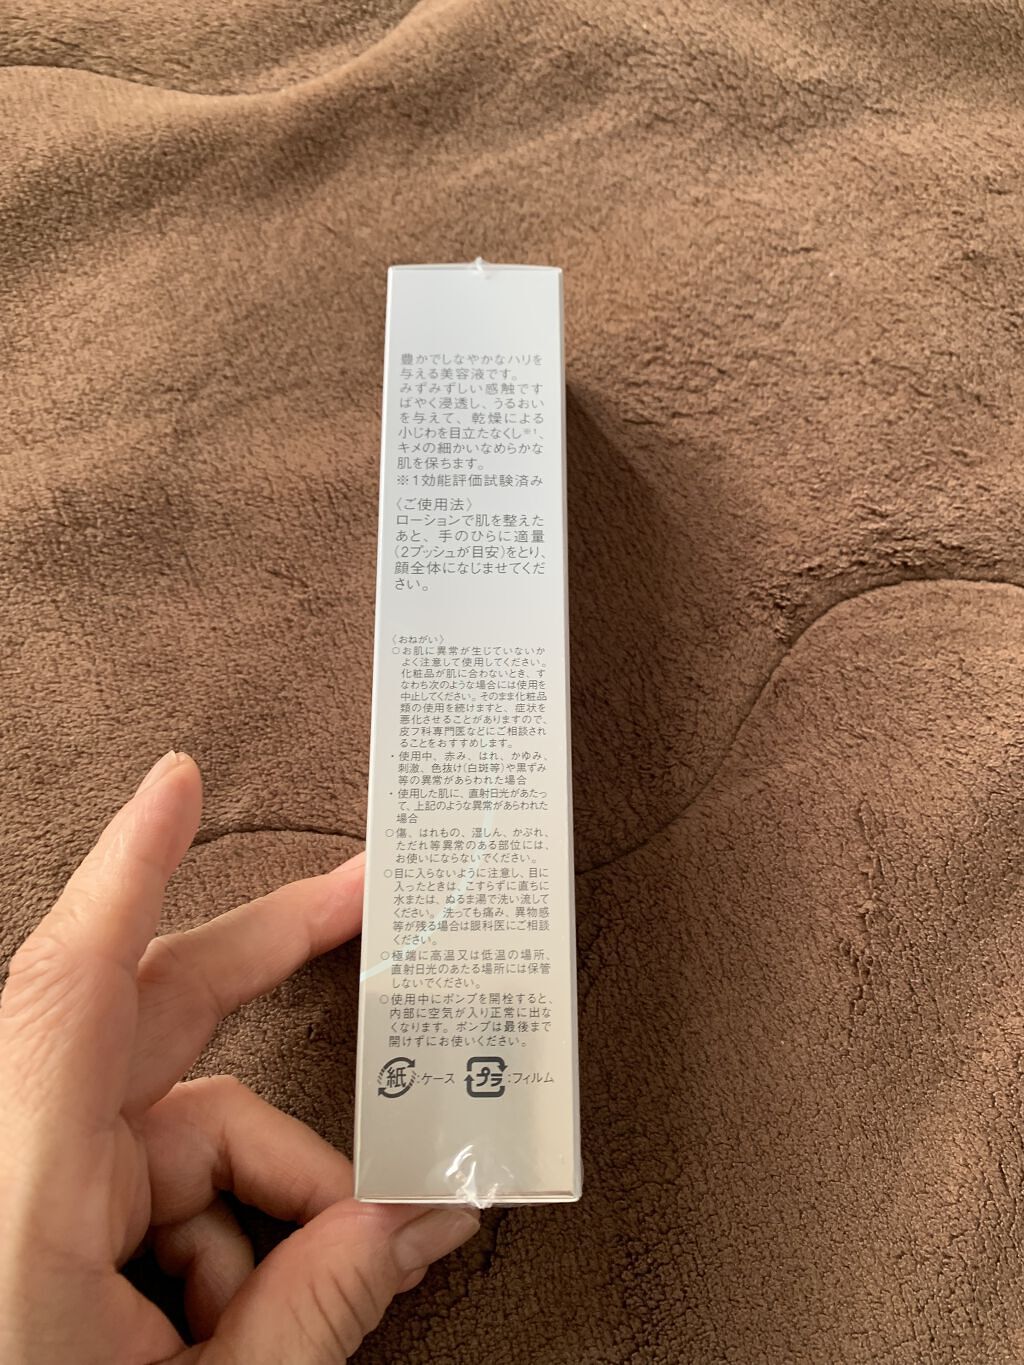 豊かでしなやかなハリを
与える美容液です。
みずみずしい感触です
ばやく浸透し、うるおい
を与えて、乾燥による
小じわを目立たなくし※1、
キメの細かいなめらかな
肌を保ちます。
※1効能評価試験済み
〈ご使用法〉
ローションで肌を整えた
あと、手のひらに適量
(2プッシュが目安)をとり、
顔全体になじませてくだ
さい。
〈おねがい〉
○お肌に異常が生じていないか
よく注意して使用してください。
化粧品が肌に合わないとき、す
なわち次のような場合には使用を
中止してください。そのまま化粧品
類の使用を続けますと、症状を
悪化させることがありますので、
皮フ科専門医などにご相談され
ることをおすすめします。
・使用中、赤み、はれ、かゆみ、
刺激、色抜け(白斑等)や黒ずみ
等の異常があらわれた場合
・使用した肌に、直射日光があたっ
て、上記のような異常があらわれた
場合
○傷、はれもの、湿しん、かぶれ、
ただれ等異常のある部位には、
お使いにならないでください。
○目に入らないように注意し、目に
入ったときは、こすらずに直ちに
水または、ぬるま湯で洗い流して
ください。洗っても痛み、異物感
等が残る場合は眼科医にご相談
ください。
○極端に高温又は低温の場所、
直射日光のあたる場所には保管
しないでください。
○使用中にポンプを開栓すると、
内部に空気が入り正常に出な
くなります。ポンプは最後まで
開けずにお使いください。
紙:ケース プラ:フィルム